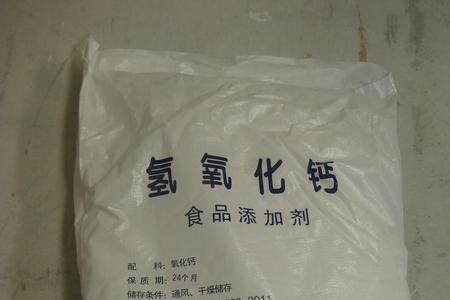 氢氧化钙
食品添加剂
配 料：氧化钙
保 质 期：24个月
储存条件：通风、干燥储存
2011